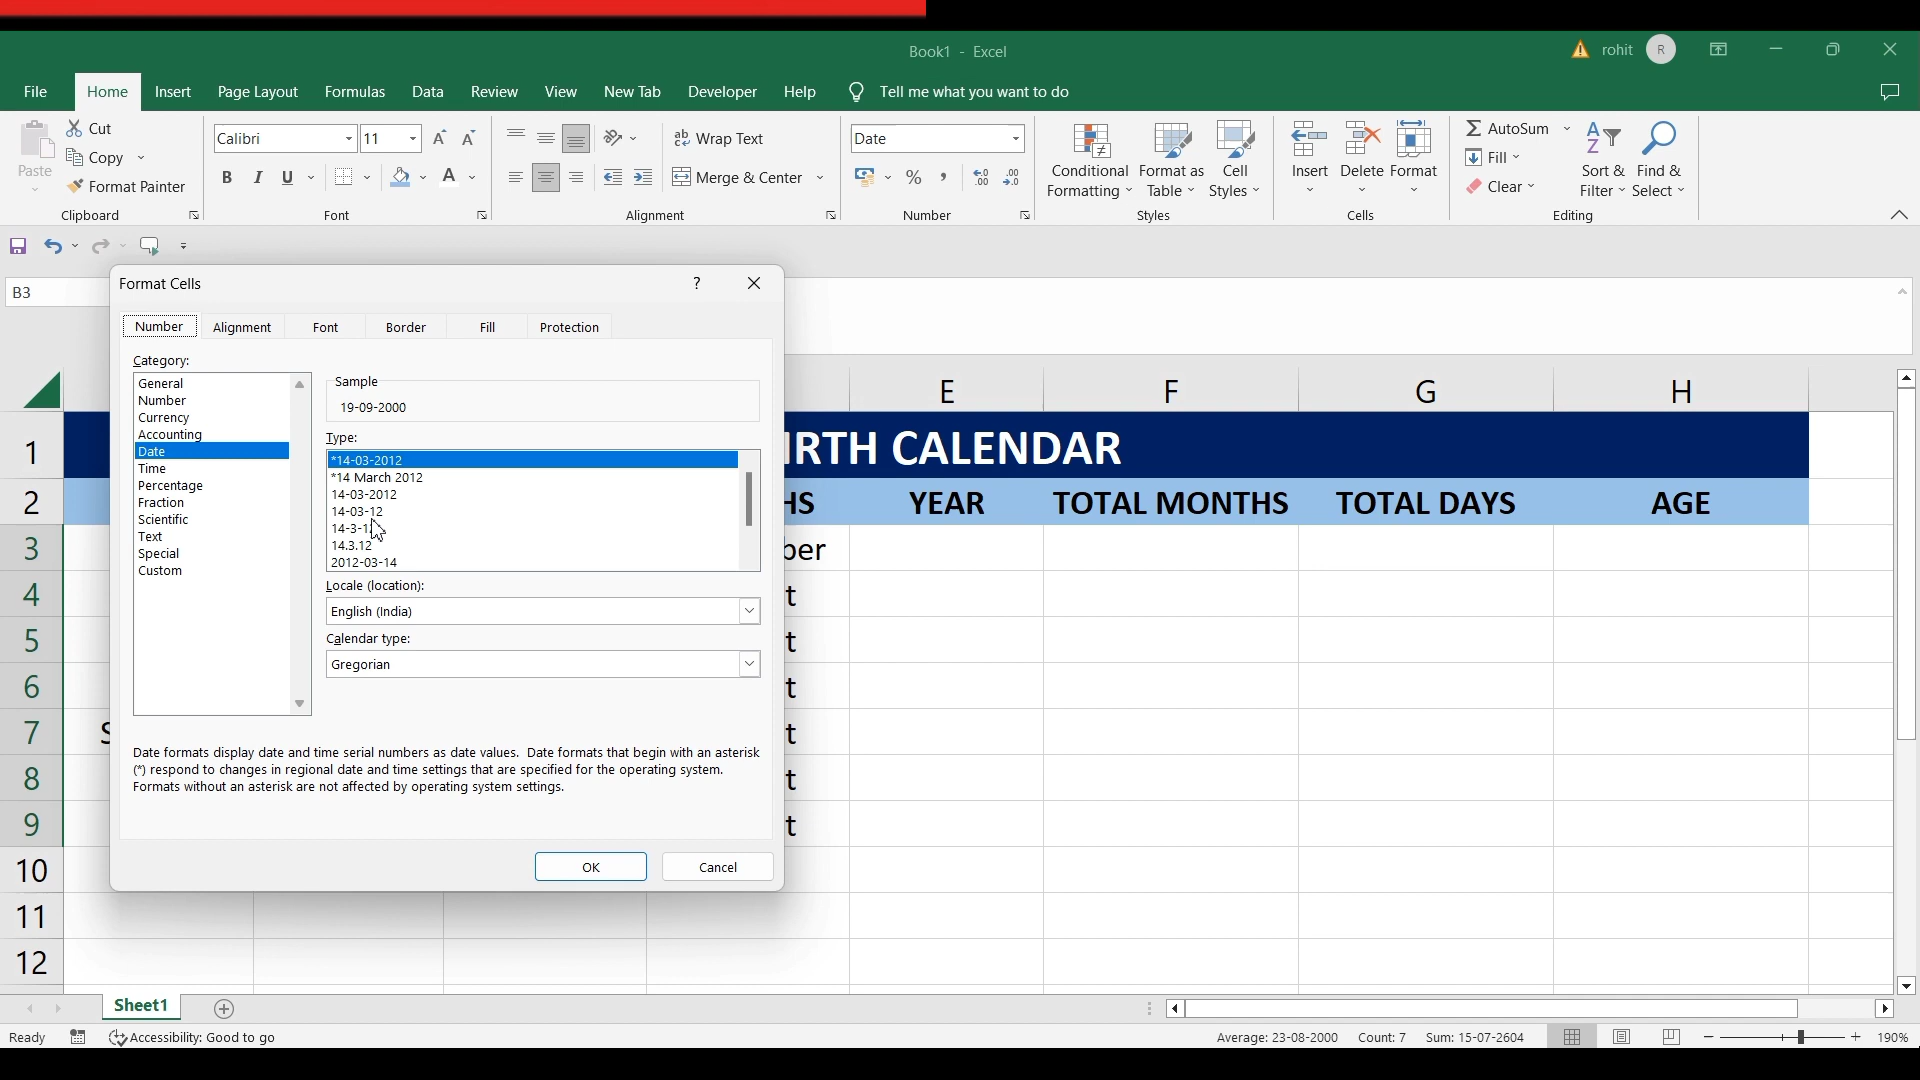 Book1 - Excel
rohit R
File Home Insert Page Layout Formulas Data Review View New Tab Developer Help Tell me what you want to do
Paste
Cut
Copy
Format Painter
Clipboard
Calibri 11
B I U A
Font
ab Wrap Text
Merge & Center
Alignment
Date
% ,
Number
Conditional Formatting
Format as Table
Cell Styles
Styles
Insert Delete Format
Cells
AutoSum
Fill
Clear
Sort & Filter
Find & Select
Editing
B3
Format Cells ?
Number Alignment Font Border Fill Protection
Category:
General
Number
Currency
Accounting
Date
Time
Percentage
Fraction
Scientific
Text
Special
Custom
Sample
19-09-2000
Type:
*14-03-2012
*14 March 2012
14-03-2012
14-03-12
14.3.12
2012-03-14
Locale (location):
English (India)
Calendar type:
Gregorian
Date formats display date and time serial numbers as date values. Date formats that begin with an asterisk
(*) respond to changes in regional date and time settings that are specified for the operating system.
Formats without an asterisk are not affected by operating system settings.
OK Cancel
E F G H
1 IRTH CALENDAR
2 HS YEAR TOTAL MONTHS TOTAL DAYS AGE
3 ber
4 t
5 t
6 t
7 S t
8 t
9 t
10
11
12
Sheet1
Ready Accessibility: Good to go Average: 23-08-2000 Count: 7 Sum: 15-07-2604 190%